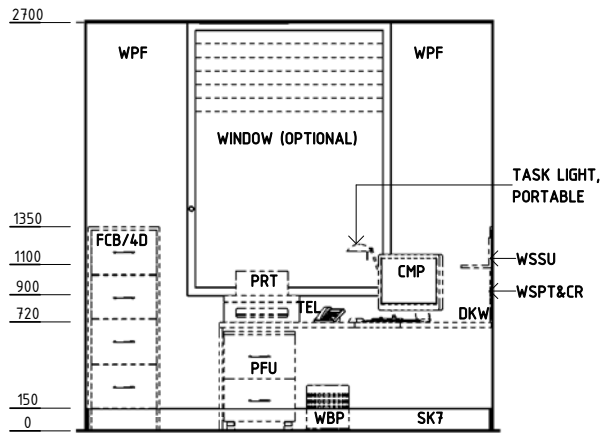 2700
WPF
WPF
WINDOW (OPTIONAL)
TASK LIGHT,
PORTABLE
1350
FCB/4D
1100
CMP
WSSU
PRT
900
WSPT&CR
TEL
720
DKW
PFU
150
WBP
SK7
0